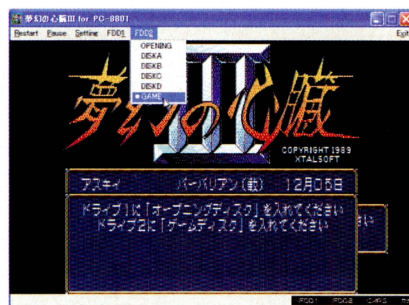 夢幻の心臓III for PC-8801
Restart Pause Setting FDD1 FDD2 Exit
OPENING
DISKA
DISKB
DISKC
DISKD
GAME
夢幻の心臓
III
COPYRIGHT 1989
XTALSOFT
アスキィ バーバリアン(戦) 12月05日
ドライブ1に「オープニングディスク」を入れてください
ドライブ2に「ゲームディスク」を入れてください
い
FDD1 FDD2 CAPS